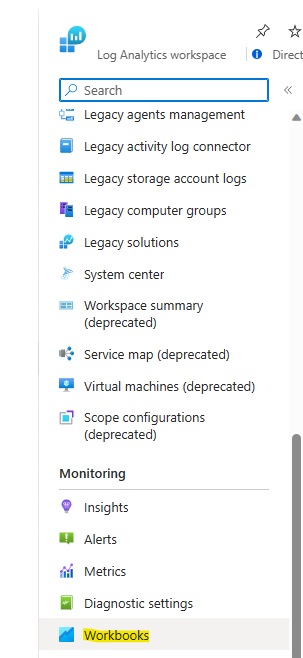 Log Analytics workspace
Direct
Search
Legacy agents management
Legacy activity log connector
Legacy storage account logs
Legacy computer groups
Legacy solutions
System center
Workspace summary
(deprecated)
Service map (deprecated)
Virtual machines (deprecated)
Scope configurations
(deprecated)
Monitoring
Insights
Alerts
Metrics
Diagnostic settings
Workbooks